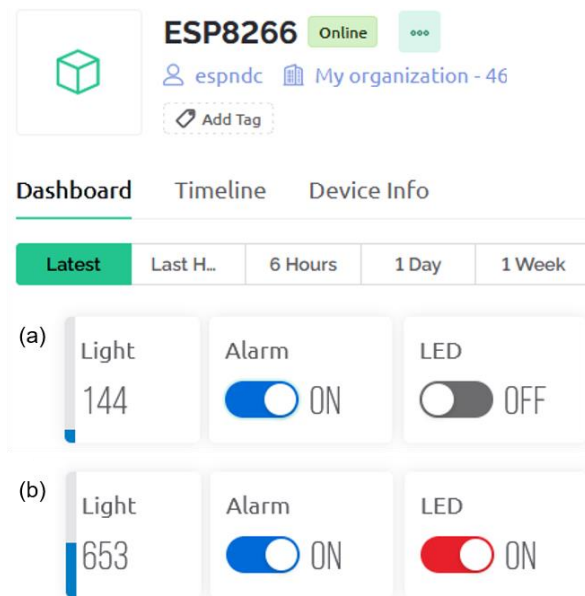 ESP8266 Online
espndc My organization - 46
Add Tag
Dashboard Timeline Device Info
Latest Last H... 6 Hours 1 Day 1 Week
(a)
Light Alarm LED
144 ON OFF
(b)
Light Alarm LED
653 ON ON